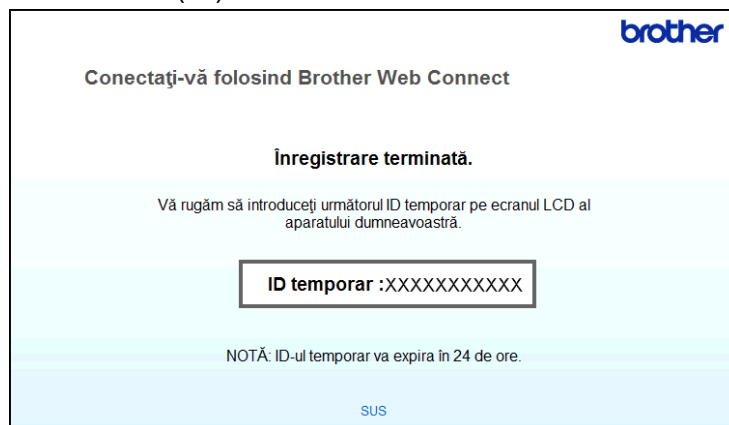 brother
Conectaţi-vă folosind Brother Web Connect
Înregistrare terminată.
Vă rugăm să introduceţi următorul ID temporar pe ecranul LCD al
aparatului dumneavoastră.
ID temporar :XXXXXXXXXXX
NOTĂ: ID-ul temporar va expira în 24 de ore.
SUS